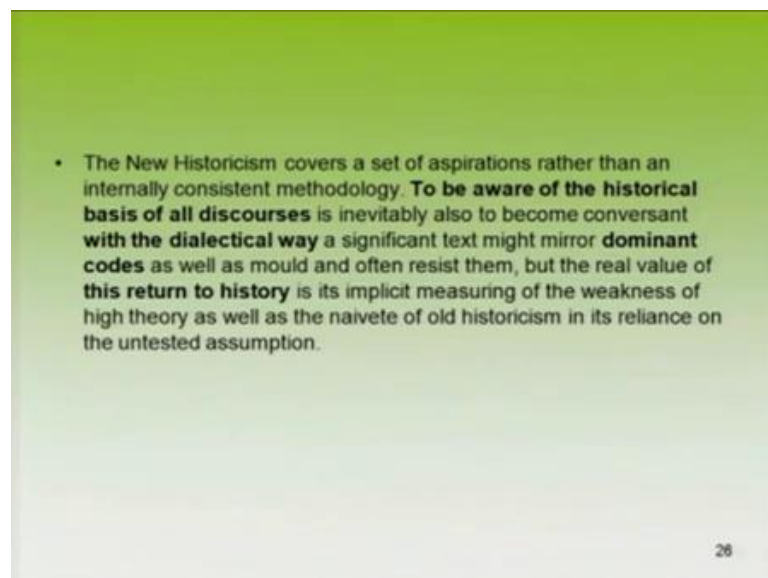 • The New Historicism covers a set of aspirations rather than an
internally consistent methodology. To be aware of the historical
basis of all discourses is inevitably also to become conversant
with the dialectical way a significant text might mirror dominant
codes as well as mould and often resist them, but the real value of
this return to history is its implicit measuring of the weakness of
high theory as well as the naivete of old historicism in its reliance on
the untested assumption.
26